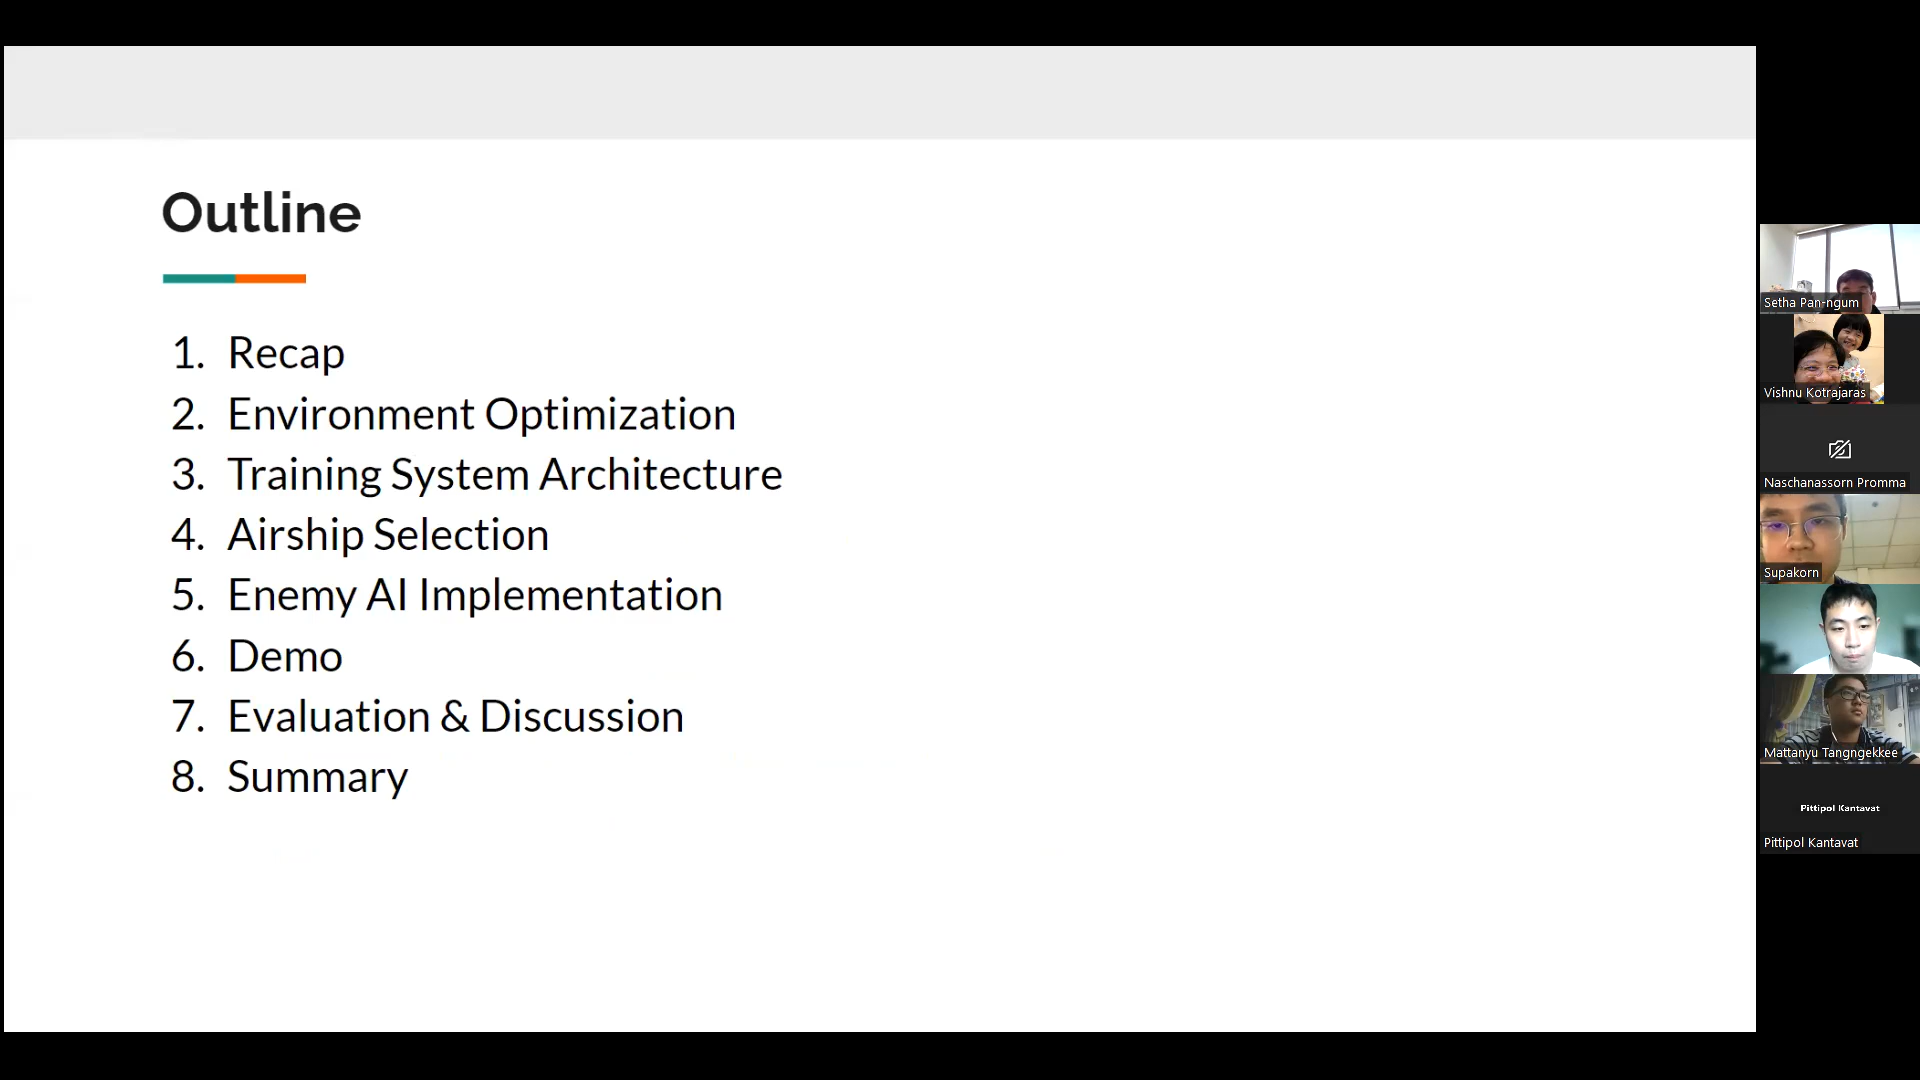 Outline
1. Recap
2. Environment Optimization
3. Training System Architecture
4. Airship Selection
5. Enemy AI Implementation
6. Demo
7. Evaluation & Discussion
8. Summary
Setha Pan-ngum
Vishnu Kotrajaras
Naschanassorn Promma
Supakorn
Mattanyu Tangngekkee
Pittipol Kantavat
Pittipol Kantavat